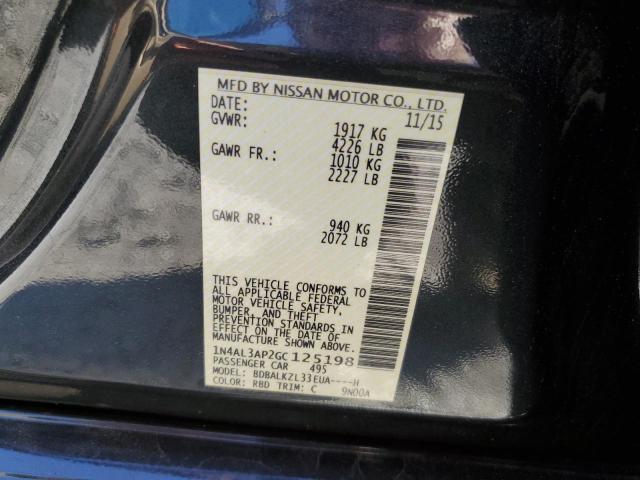 MFD BY NISSAN MOTOR CO., LTD.
DATE: 11/15
GVWR: 1917 KG
4226 LB
GAWR FR.: 1010 KG
2227 LB
GAWR RR.: 940 KG
2072 LB
THIS VEHICLE CONFORMS TO
ALL APPLICABLE FEDERAL
MOTOR VEHICLE SAFETY,
BUMPER, AND THEFT
PREVENTION STANDARDS IN
EFFECT ON THE DATE OF
MANUFACTURE SHOWN ABOVE.
1N4AL3AP2GC125198
PASSENGER CAR 495
MODEL: BDBALKZL33EUA----H
COLOR: RBD TRIM: C 9N00A